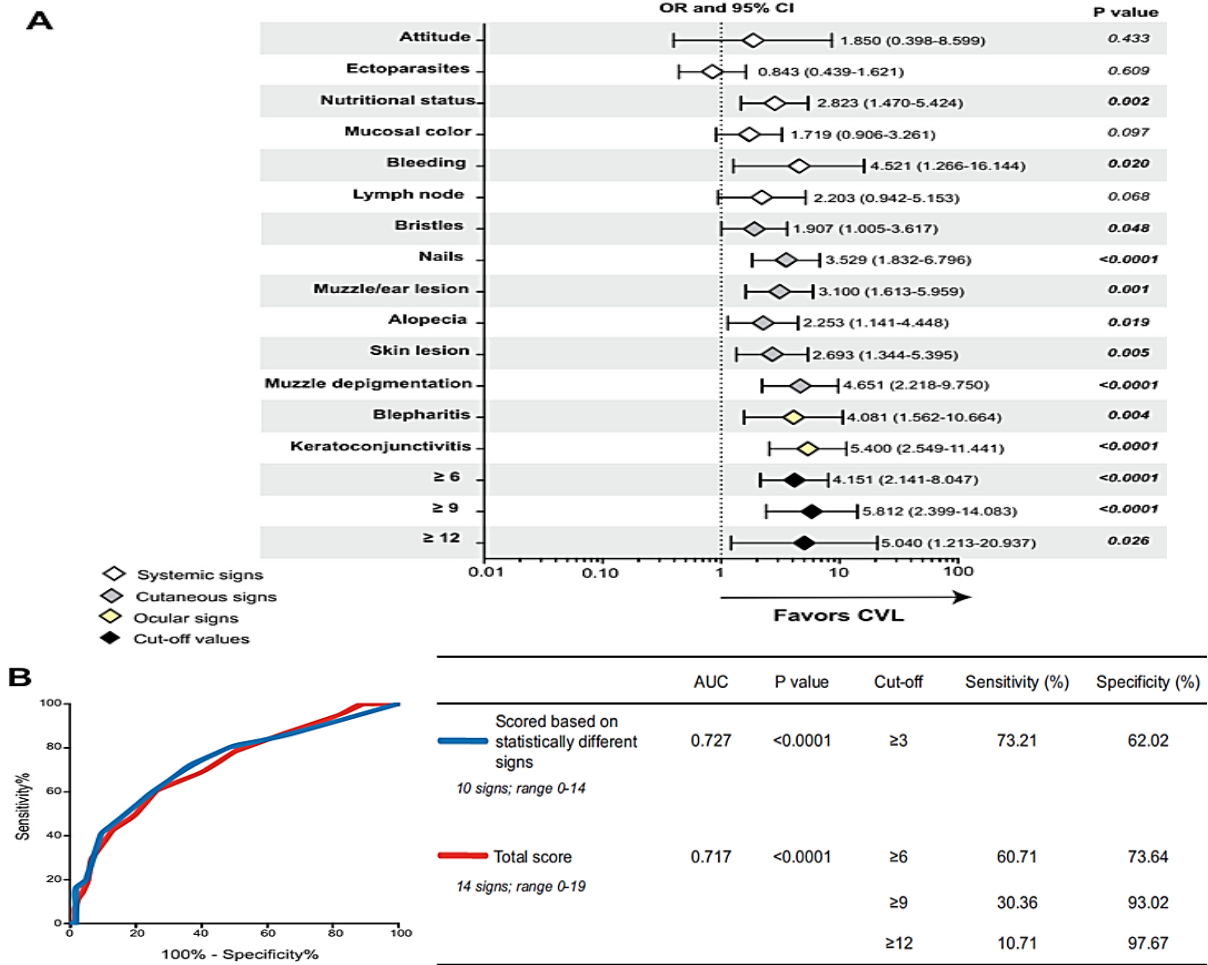 A
OR and 95% CI
P value
Attitude 1.850 (0.398-8.599) 0.433
Ectoparasites 0.843 (0.439-1.621) 0.609
Nutritional status 2.823 (1.470-5.424) 0.002
Mucosal color 1.719 (0.906-3.261) 0.097
Bleeding 4.521 (1.266-16.144) 0.020
Lymph node 2.203 (0.942-5.153) 0.068
Bristles 1.907 (1.005-3.617) 0.048
Nails 3.529 (1.832-6.796) <0.0001
Muzzle/ear lesion 3.100 (1.613-5.959) 0.001
Alopecia 2.253 (1.141-4.448) 0.019
Skin lesion 2.693 (1.344-5.395) 0.005
Muzzle depigmentation 4.651 (2.218-9.750) <0.0001
Blepharitis 4.081 (1.562-10.664) 0.004
Keratoconjunctivitis 5.400 (2.549-11.441) <0.0001
≥ 6 4.151 (2.141-8.047) <0.0001
≥ 9 5.812 (2.399-14.083) <0.0001
≥ 12 5.040 (1.213-20.937) 0.026
0.01 0.10 1 10 100
Favors CVL
Systemic signs
Cutaneous signs
Ocular signs
Cut-off values
B
100
80
60
40
20
0
Sensitivity%
0 20 40 60 80 100
100% - Specificity%
AUC P value Cut-off Sensitivity (%) Specificity (%)
Scored based on
statistically different
signs
0.727 <0.0001 ≥3 73.21 62.02
10 signs; range 0-14
Total score 0.717 <0.0001 ≥6 60.71 73.64
14 signs; range 0-19
≥9 30.36 93.02
≥12 10.71 97.67